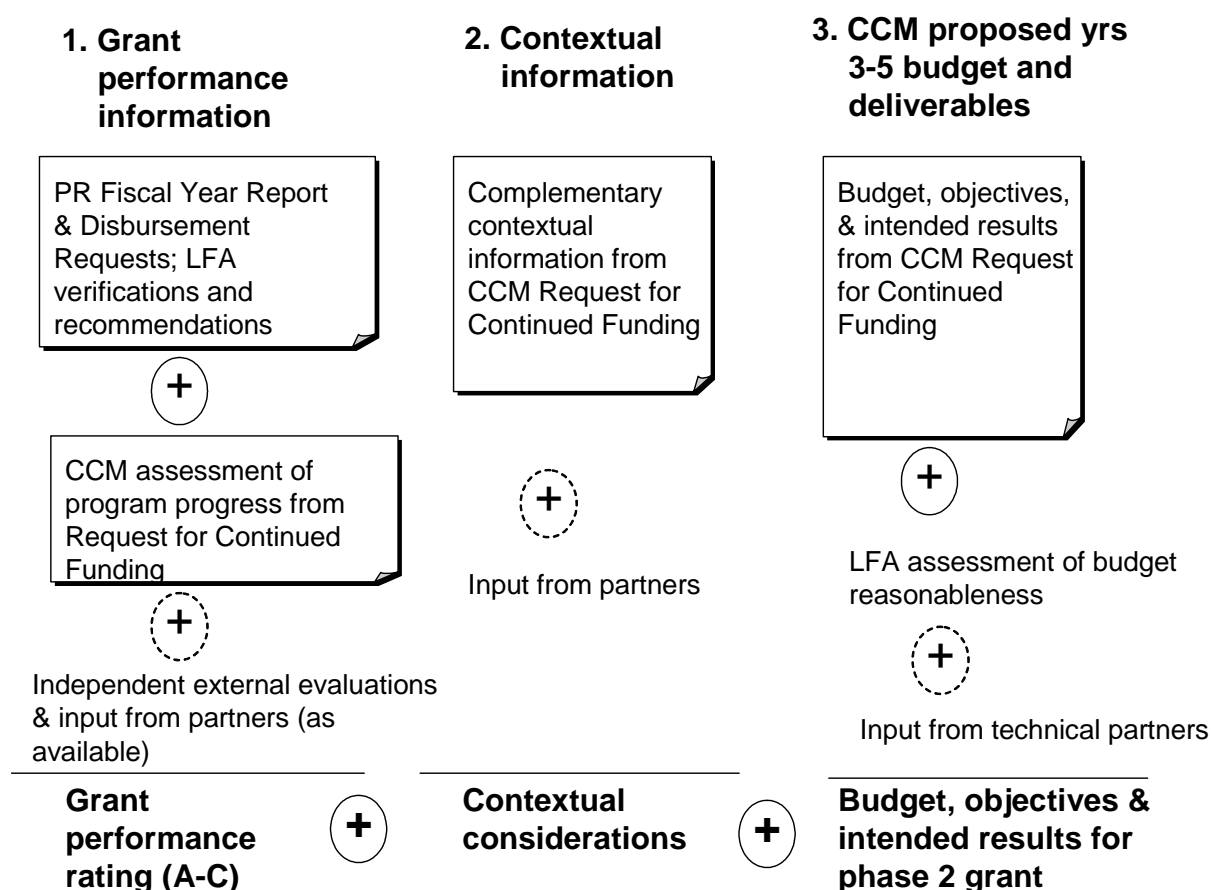 1. Grant
performance
information
PR Fiscal Year Report
& Disbursement
Requests; LFA
verifications and
recommendations
+
CCM assessment of
program progress from
Request for Continued
Funding
+
Independent external evaluations
& input from partners (as
available)
Grant
performance
rating (A-C)
+
2. Contextual
information
Complementary
contextual
information from
CCM Request for
Continued Funding
+
Input from partners
Contextual
considerations
+
3. CCM proposed yrs
3-5 budget and
deliverables
Budget, objectives,
& intended results
from CCM Request
for Continued
Funding
+
LFA assessment of budget
reasonableness
+
Input from technical partners
Budget, objectives &
intended results for
phase 2 grant